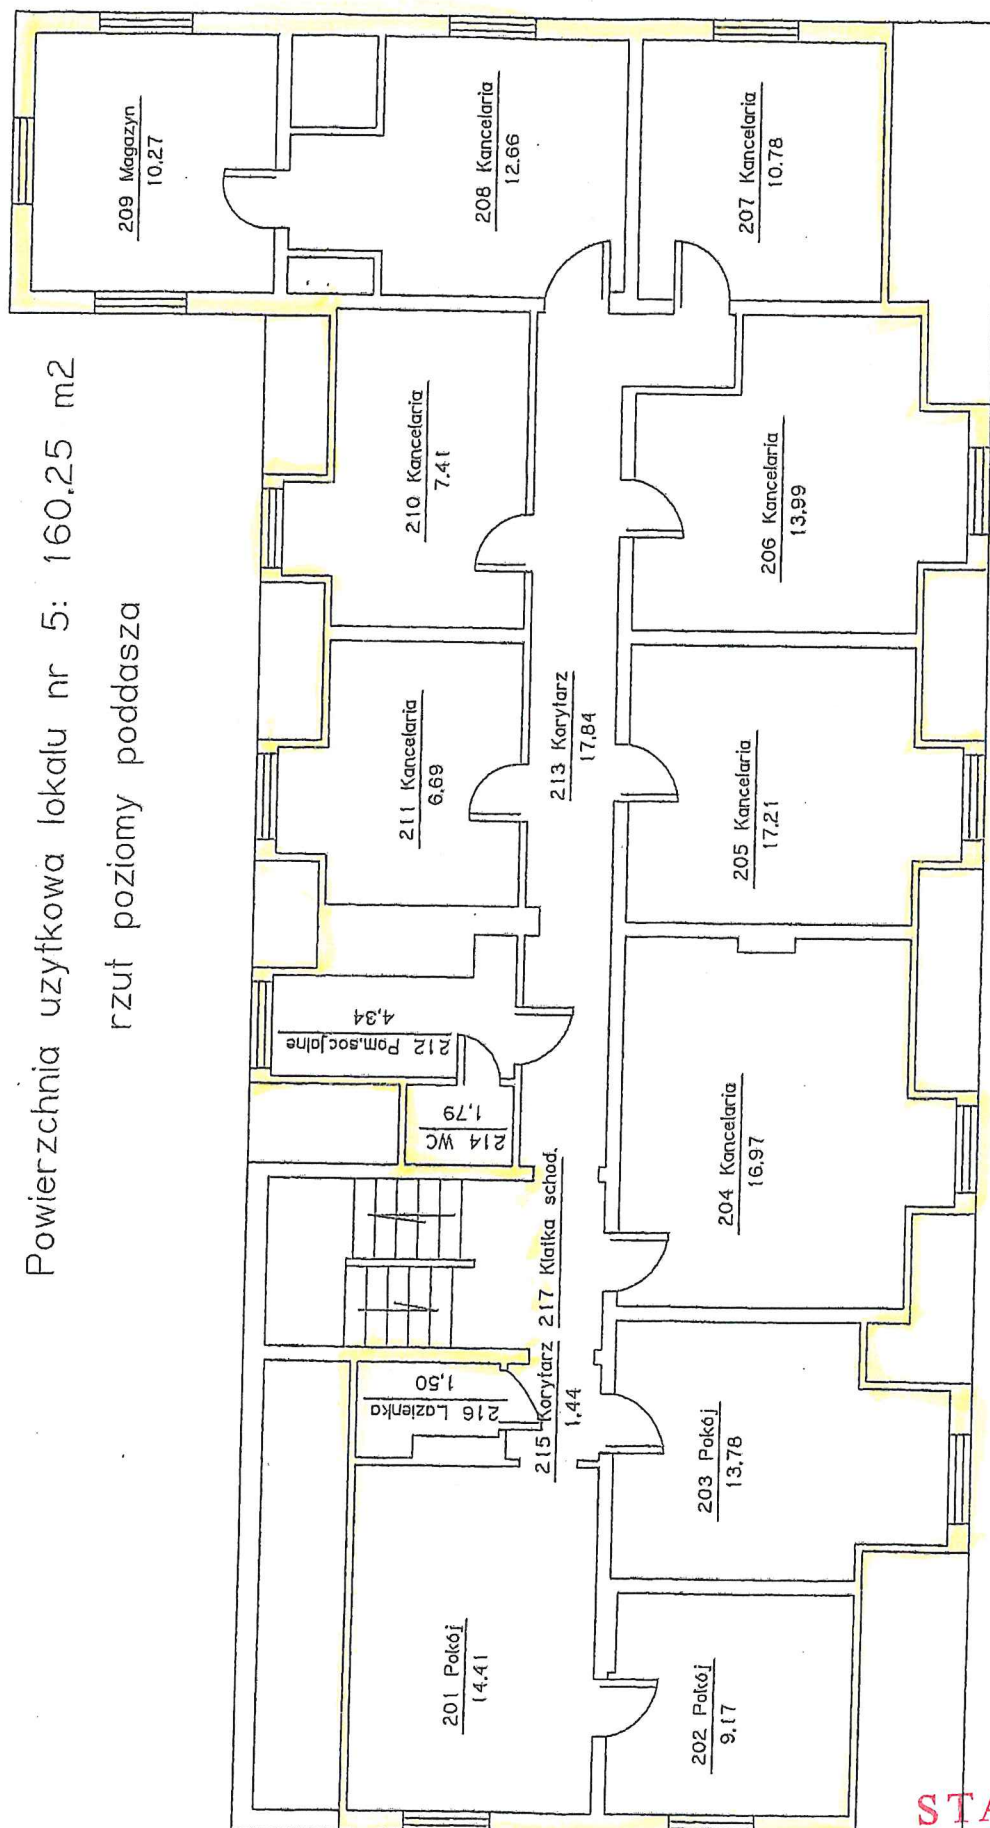 Powierzchnia uzytkowa lokalu nr 5: 160.25 m2
rzut poziomy poddasza
209 Magazyn
10.27
208 Kancelaria
12.66
207 Kancelaria
10.78
210 Kancelaria
7.41
206 Kancelaria
13.99
211 Kancelaria
6.69
213 Korytarz
17.84
205 Kancelaria
17.21
212 Pom.socjalne
4,34
214 WC
1,79
204 Kancelaria
16.97
217 Klatka schod.
215 Korytarz
1.44
216 Lazienka
1,50
203 Pokój
13.78
201 Pokój
14.41
202 Pokój
9.17
STA